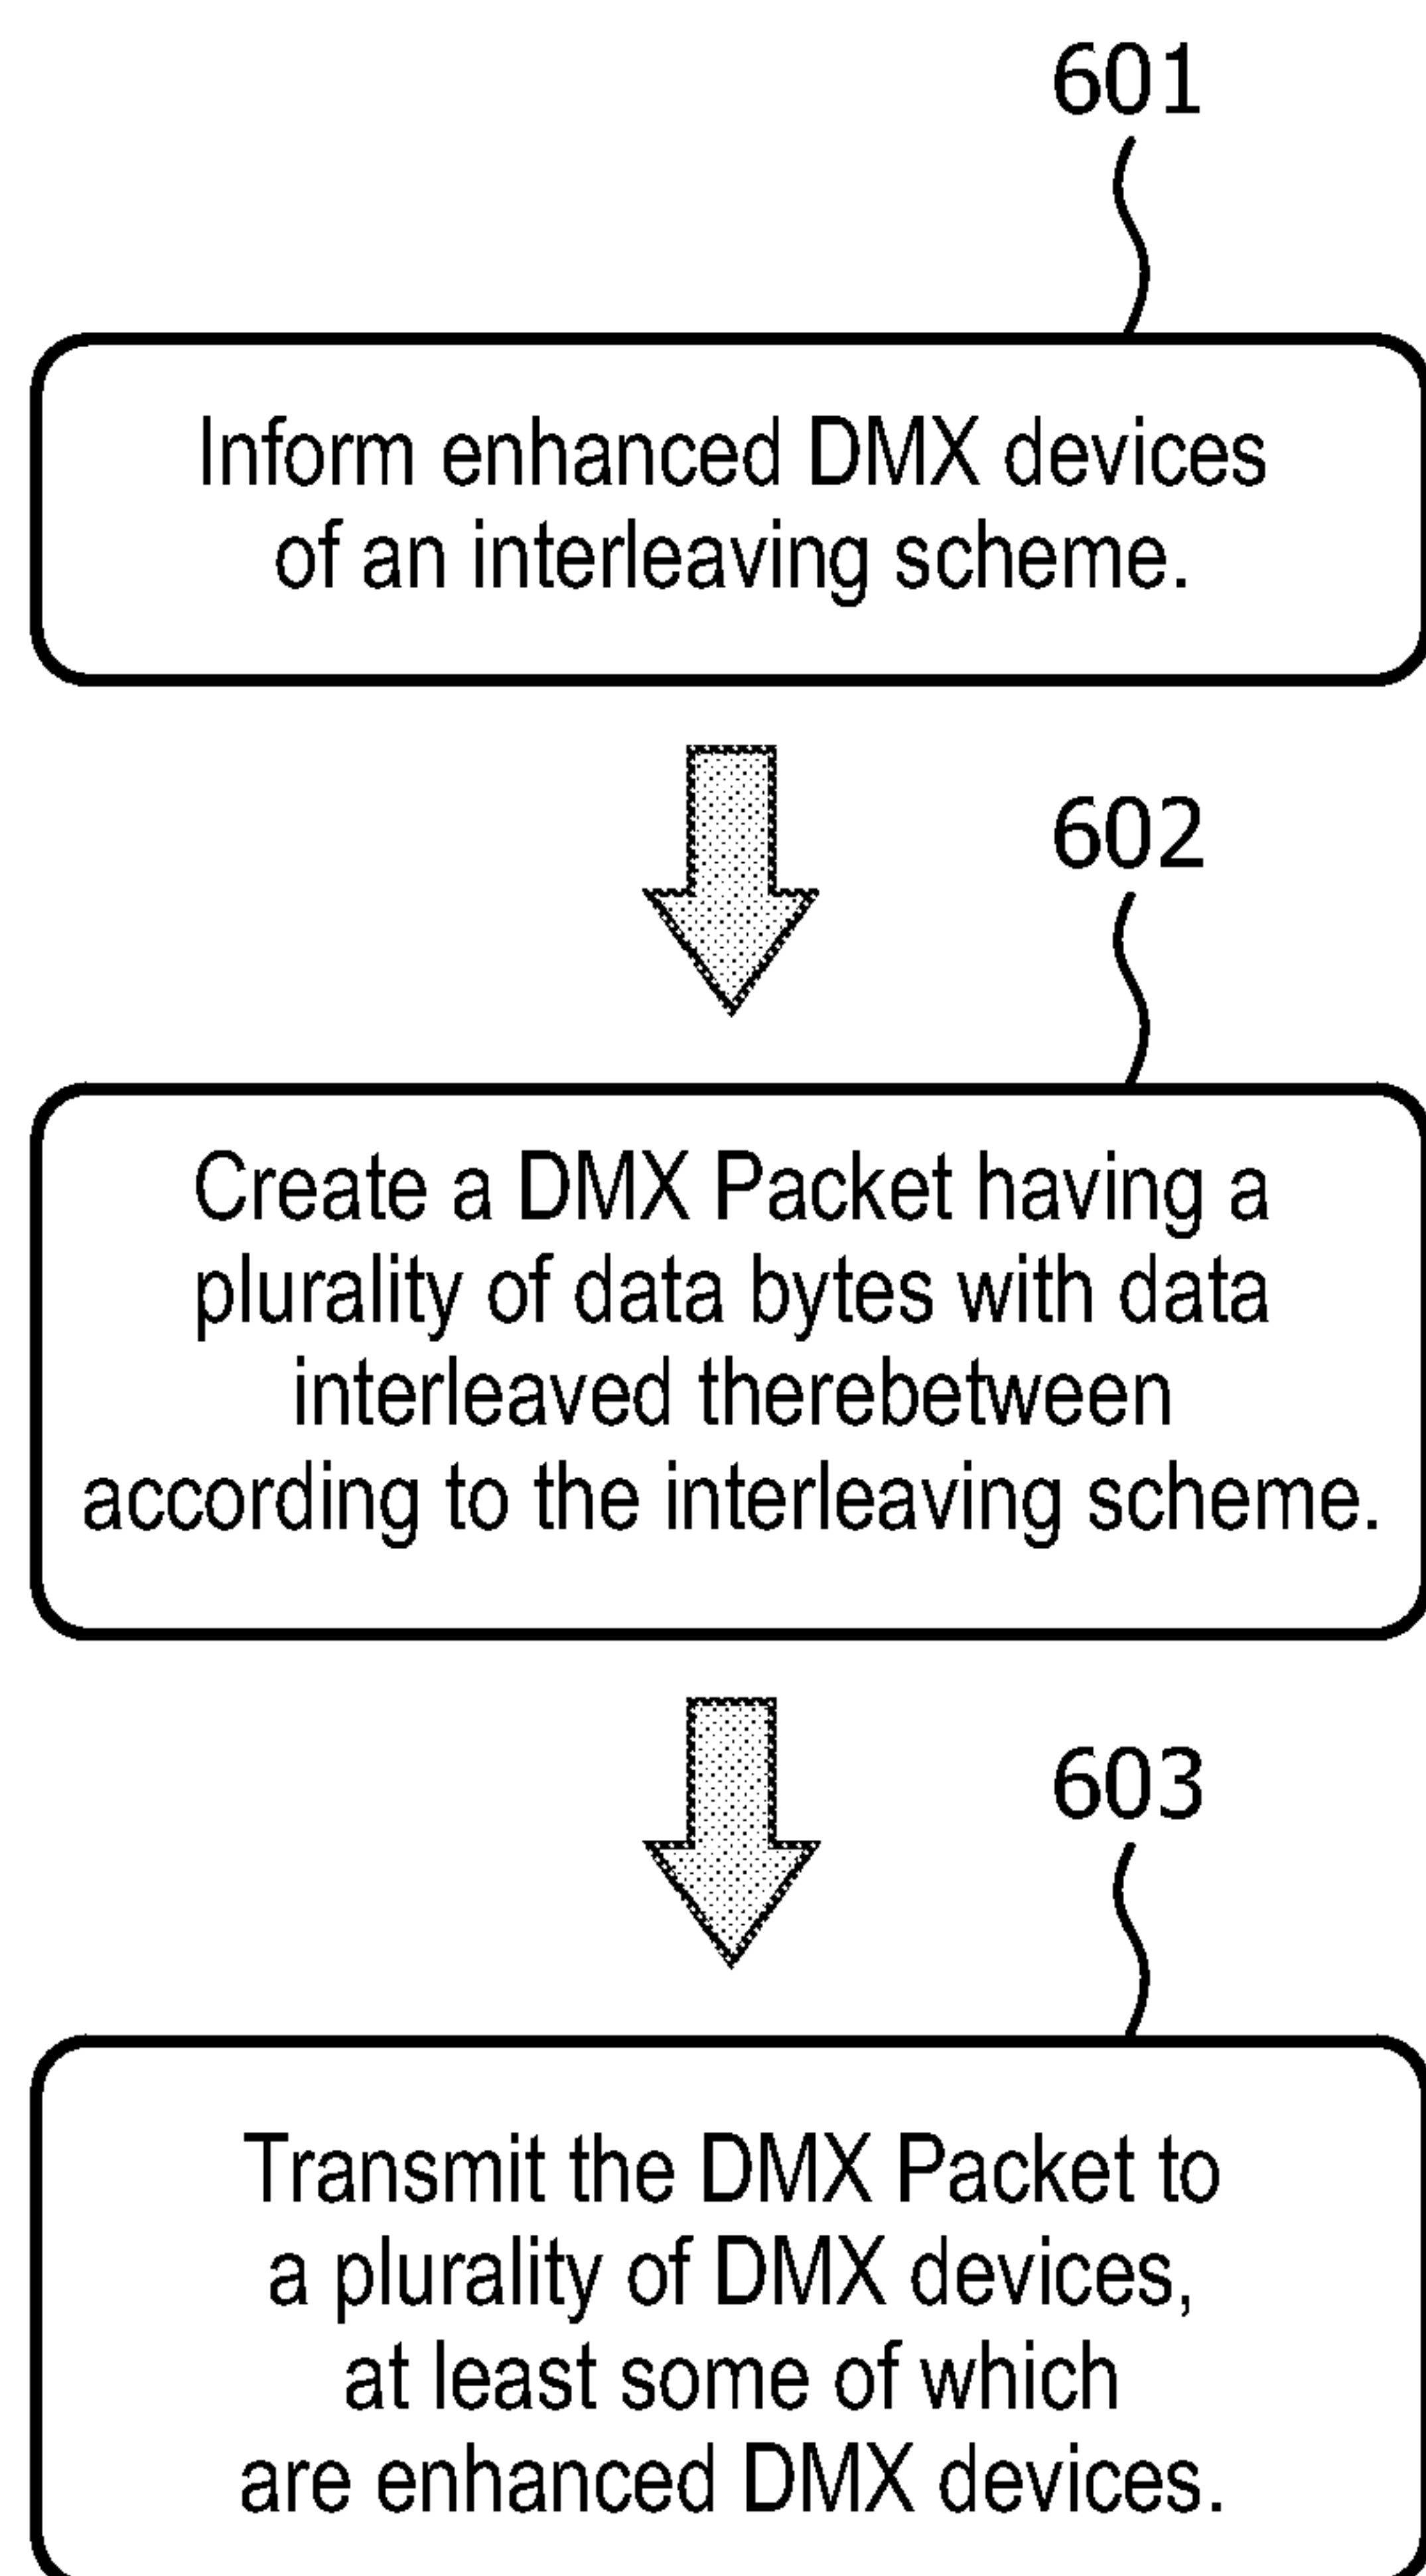 601
Inform enhanced DMX devices
of an interleaving scheme.
602
Create a DMX Packet having a
plurality of data bytes with data
interleaved therebetween
according to the interleaving scheme.
603
Transmit the DMX Packet to
a plurality of DMX devices,
at least some of which
are enhanced DMX devices.